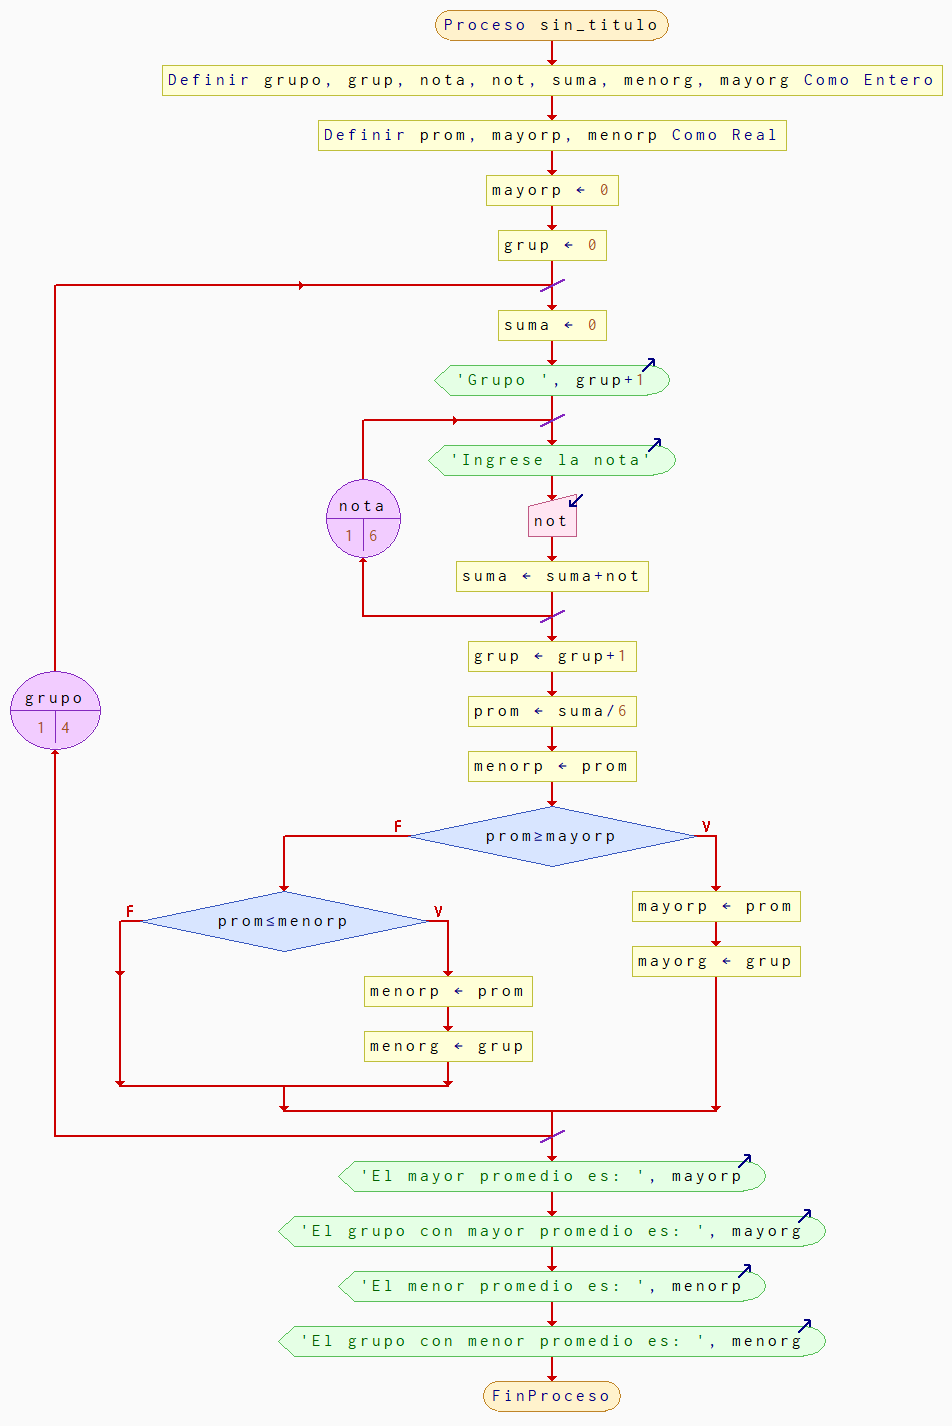 Proceso sin_titulo
Definir grupo, grup, nota, not, suma, menorg, mayorg Como Entero
Definir prom, mayorp, menorp Como Real
mayorp ← 0
grup ← 0
suma ← 0
'Grupo ', grup+1
'Ingrese la nota'
nota
1 6
not
suma ← suma+not
grup ← grup+1
grupo
1 4
prom ← suma/6
menorp ← prom
F
V
prom≥mayorp
F
V
prom≤menorp
mayorp ← prom
mayorg ← grup
menorp ← prom
menorg ← grup
'El mayor promedio es: ', mayorp
'El grupo con mayor promedio es: ', mayorg
'El menor promedio es: ', menorp
'El grupo con menor promedio es: ', menorg
FinProceso